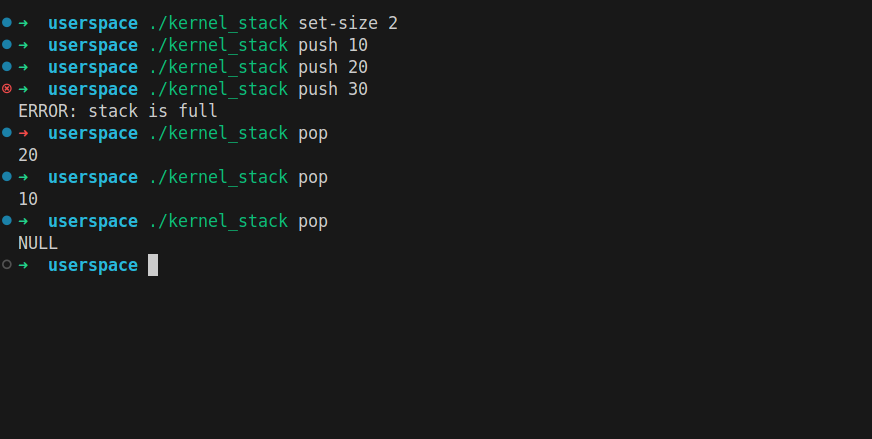 ➜ userspace ./kernel_stack set-size 2
➜ userspace ./kernel_stack push 10
➜ userspace ./kernel_stack push 20
➜ userspace ./kernel_stack push 30
ERROR: stack is full
➜ userspace ./kernel_stack pop
20
➜ userspace ./kernel_stack pop
10
➜ userspace ./kernel_stack pop
NULL
➜ userspace